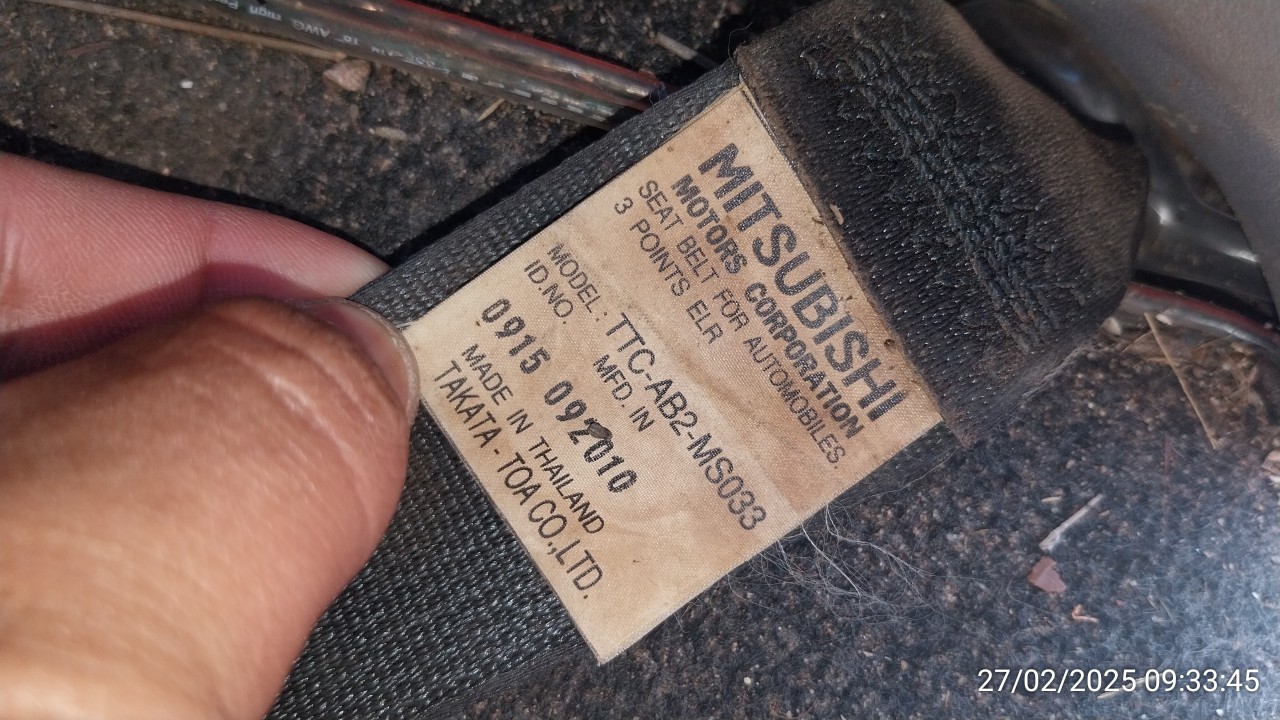 MITSUBISHI
MOTORS CORPORATION
SEAT BELT FOR AUTOMOBILES.
3 POINTS ELR
MODEL: TTC-AB2-MS033
ID.NO. MFD. IN
0915 092010
MADE IN THAILAND
TAKATA-TOA CO.,LTD.
27/02/2025 09:33:45